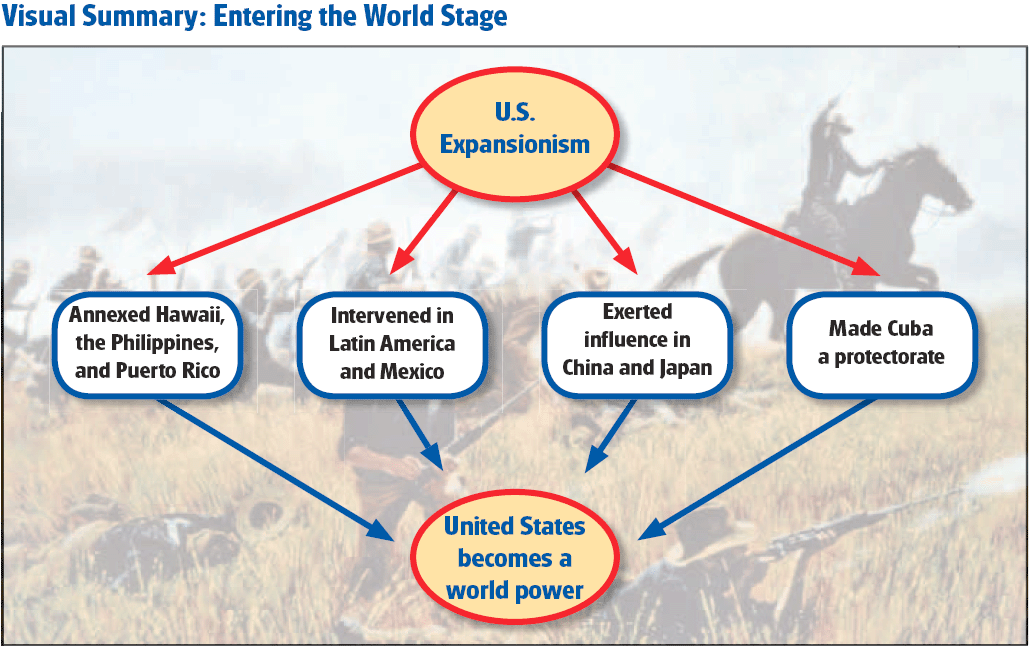 Visual Summary: Entering the World Stage
U.S.
Expansionism
Annexed Hawaii,
the Philippines,
and Puerto Rico
Intervened in
Latin America
and Mexico
Exerted
influence in
China and Japan
Made Cuba
a protectorate
United States
becomes a
world power